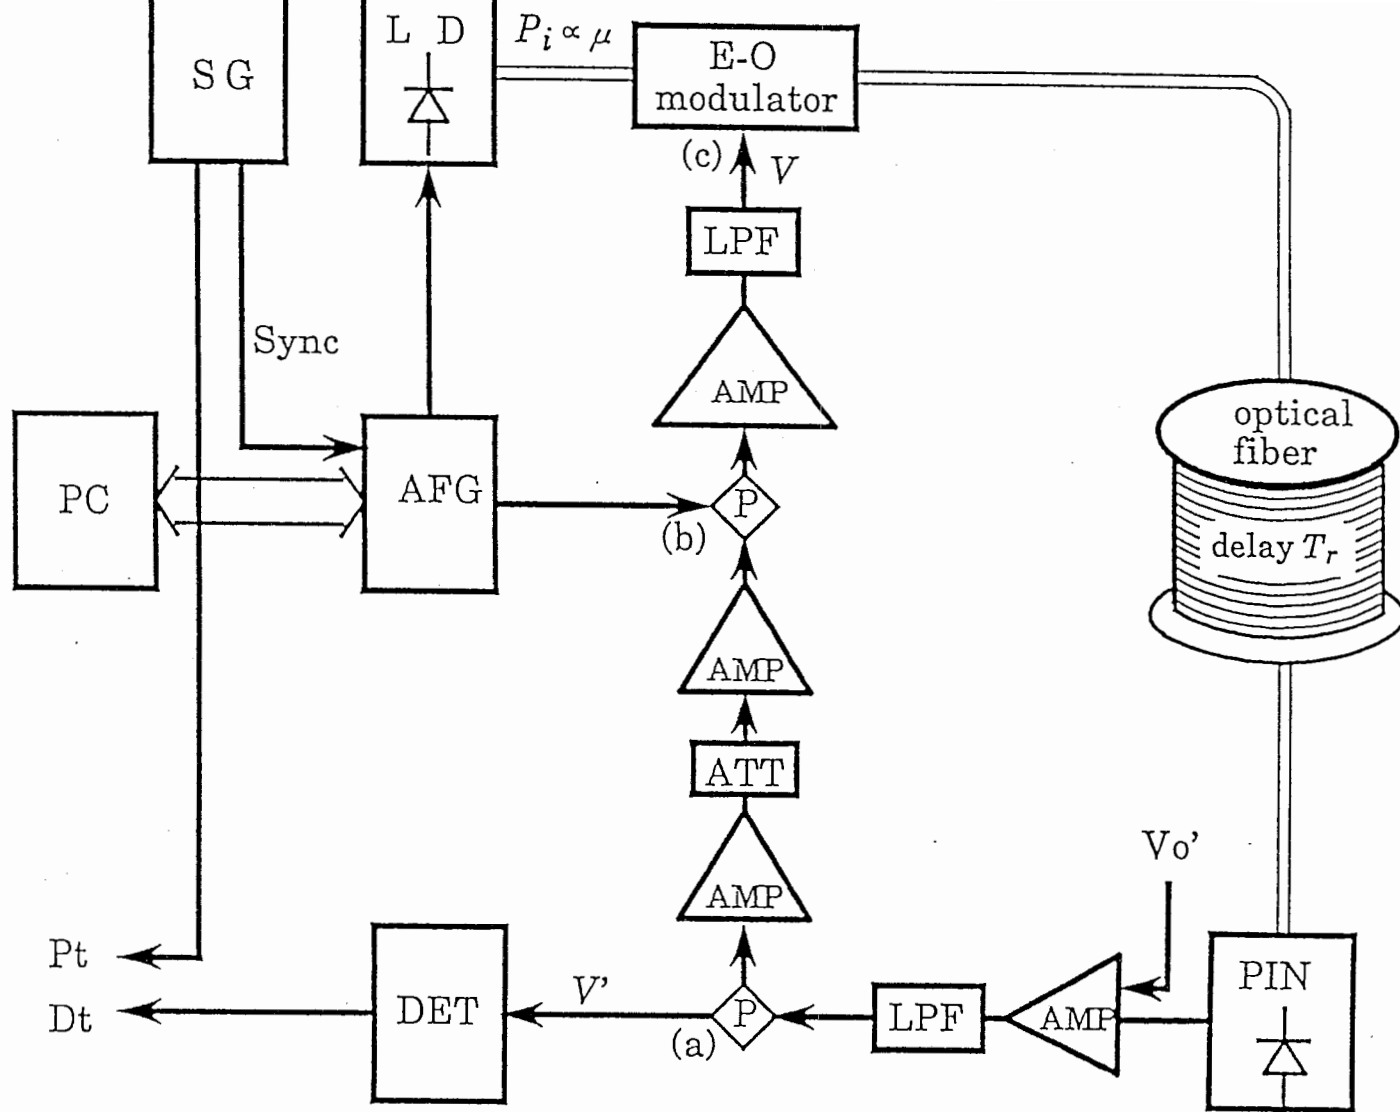 SG
L D
P_i ∝ μ
E-O
modulator
(c)
V
LPF
Sync
AMP
optical
fiber
PC
AFG
P
(b)
delay T_r
AMP
ATT
AMP
Vo'
Pt
Dt
DET
V'
P
(a)
LPF
AMP
PIN